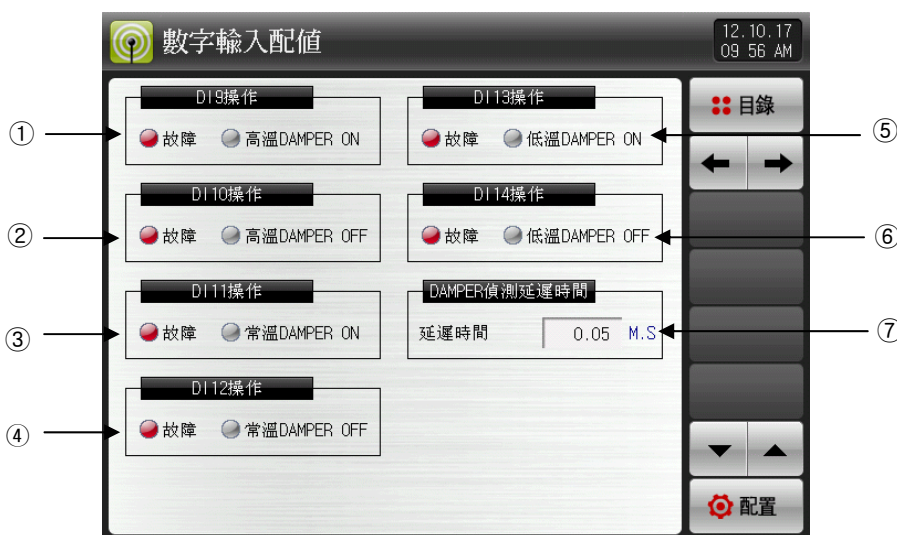 數字輸入配值
12.10.17
09 56 AM
DI9操作
① 故障 高溫DAMPER ON
DI10操作
② 故障 高溫DAMPER OFF
DI11操作
③ 故障 常溫DAMPER ON
DI12操作
④ 故障 常溫DAMPER OFF
DI13操作
故障 低溫DAMPER ON ⑤
DI14操作
故障 低溫DAMPER OFF ⑥
DAMPER偵測延遲時間
延遲時間 0.05 M.S ⑦
目錄
配置